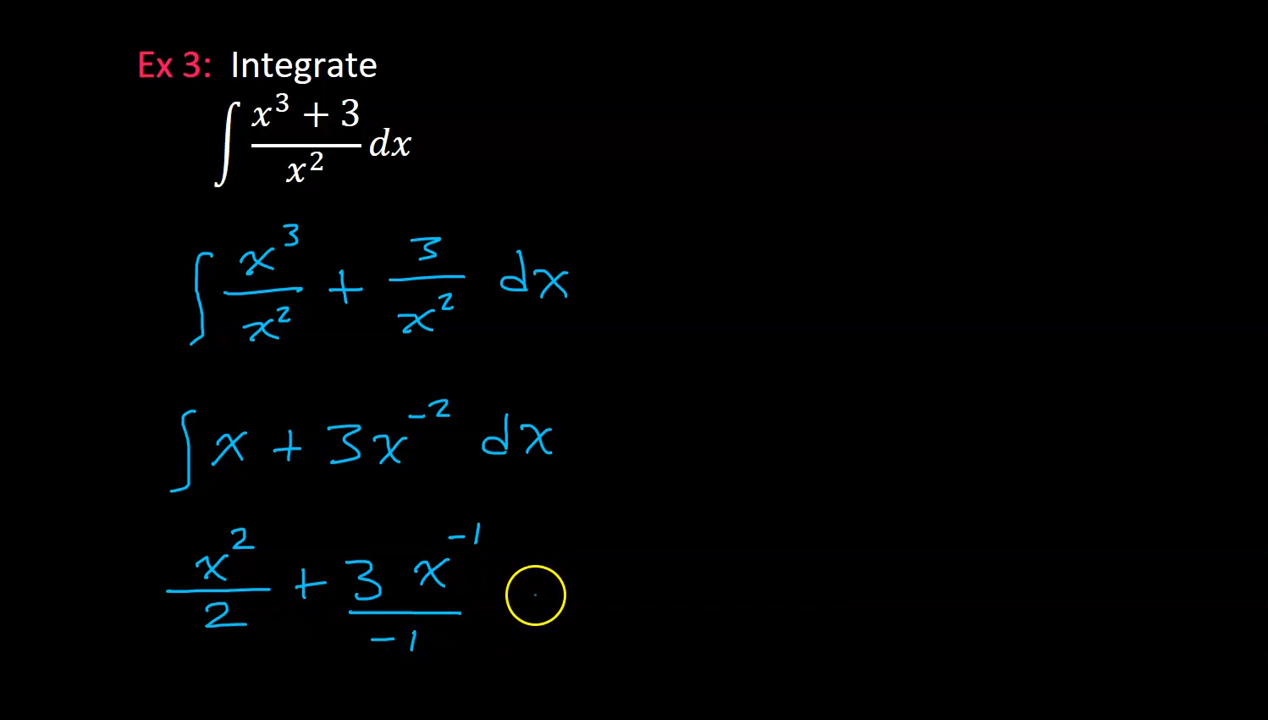 Ex 3: Integrate
∫ (x³ + 3)/x² dx
∫ x³/x² + 3/x² dx
∫ x + 3x⁻² dx
x²/2 + 3 x⁻¹/-1